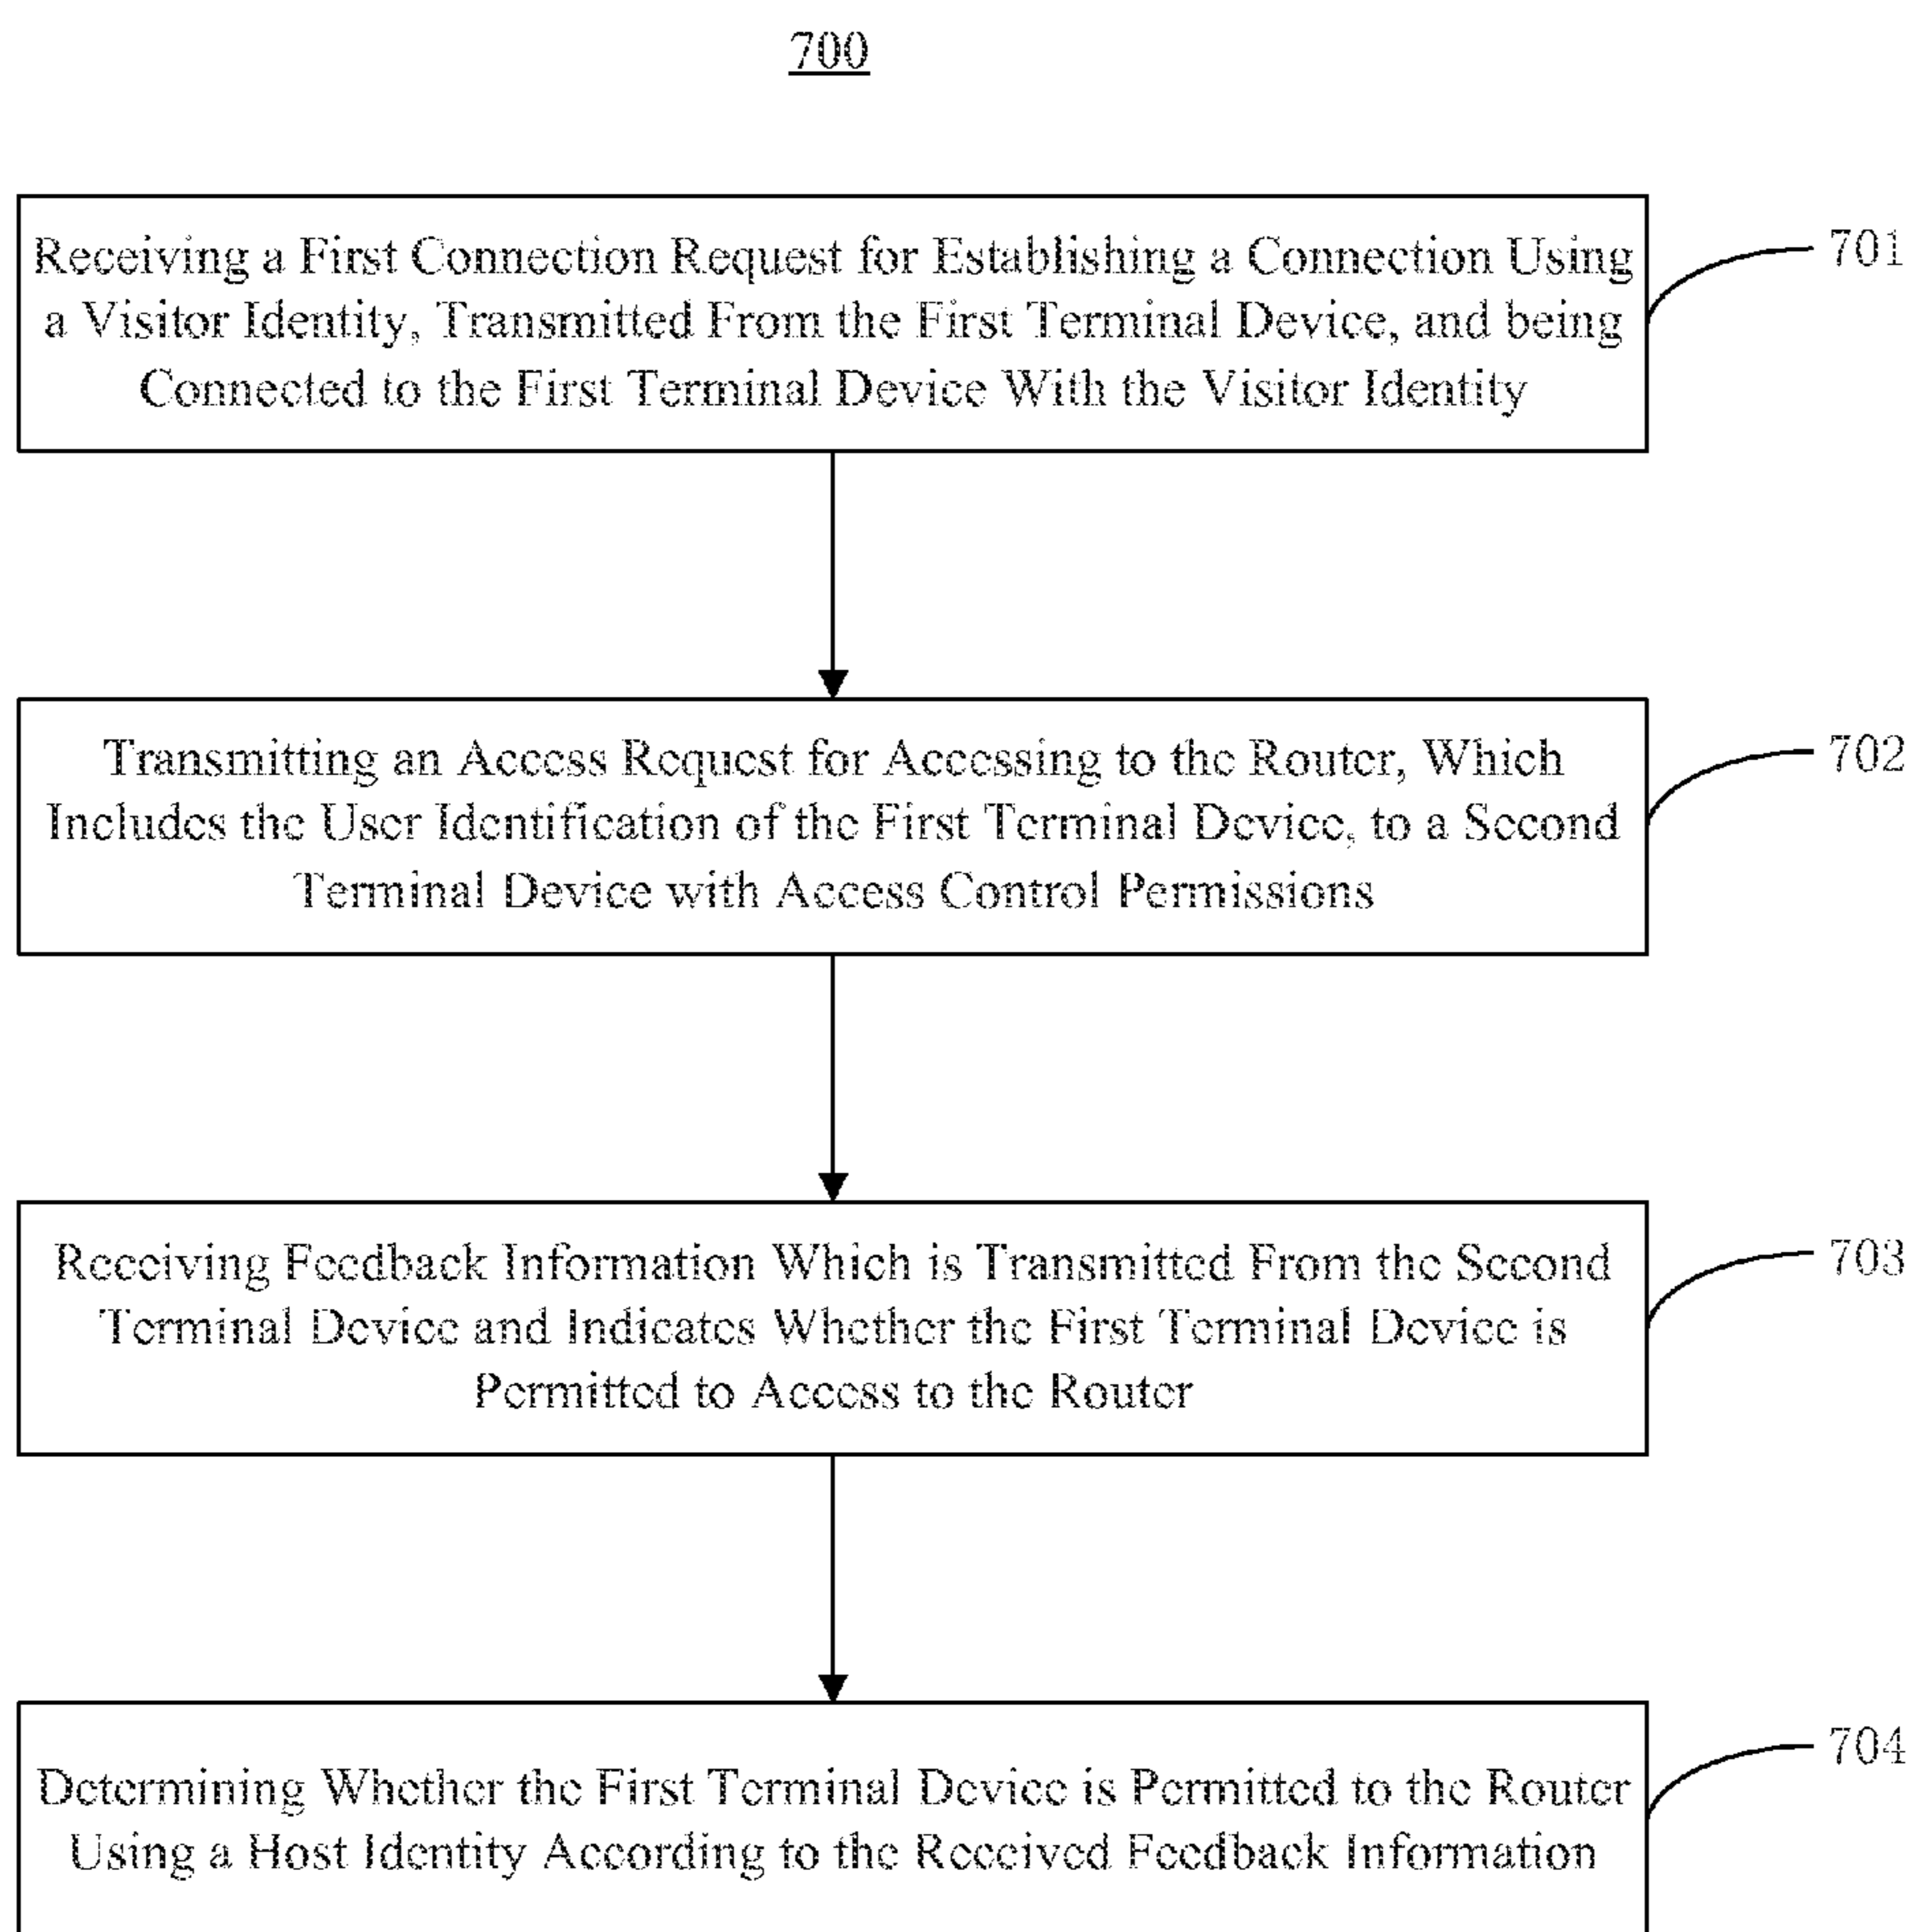 700
Receiving a First Connection Request for Establishing a Connection Using
a Visitor Identity, Transmitted From the First Terminal Device, and being
Connected to the First Terminal Device With the Visitor Identity
701
Transmitting an Access Request for Accessing to the Router, Which
Includes the User Identification of the First Terminal Device, to a Second
Terminal Device with Access Control Permissions
702
Receiving Feedback Information Which is Transmitted From the Second
Terminal Device and Indicates Whether the First Terminal Device is
Permitted to Access to the Router
703
Determining Whether the First Terminal Device is Permitted to the Router
Using a Host Identity According to the Received Feedback Information
704